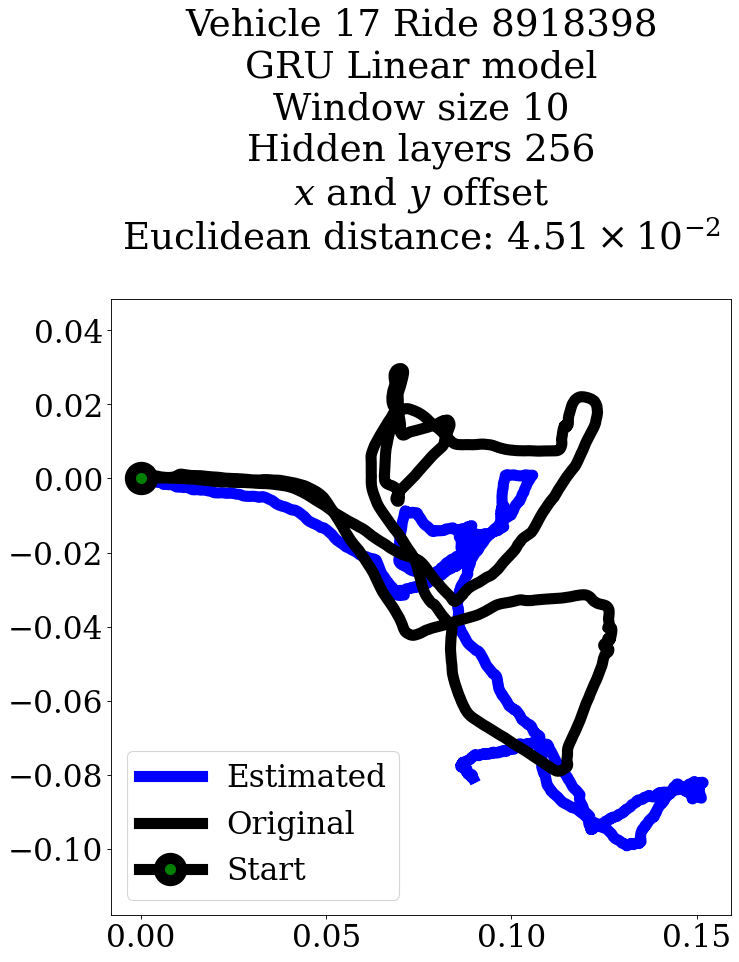 Vehicle 17 Ride 8918398
GRU Linear model
Window size 10
Hidden layers 256
x and y offset
Euclidean distance: 4.51 × 10⁻²
0.04
0.02
0.00
−0.02
−0.04
−0.06
−0.08
−0.10
Estimated
Original
Start
0.00 0.05 0.10 0.15